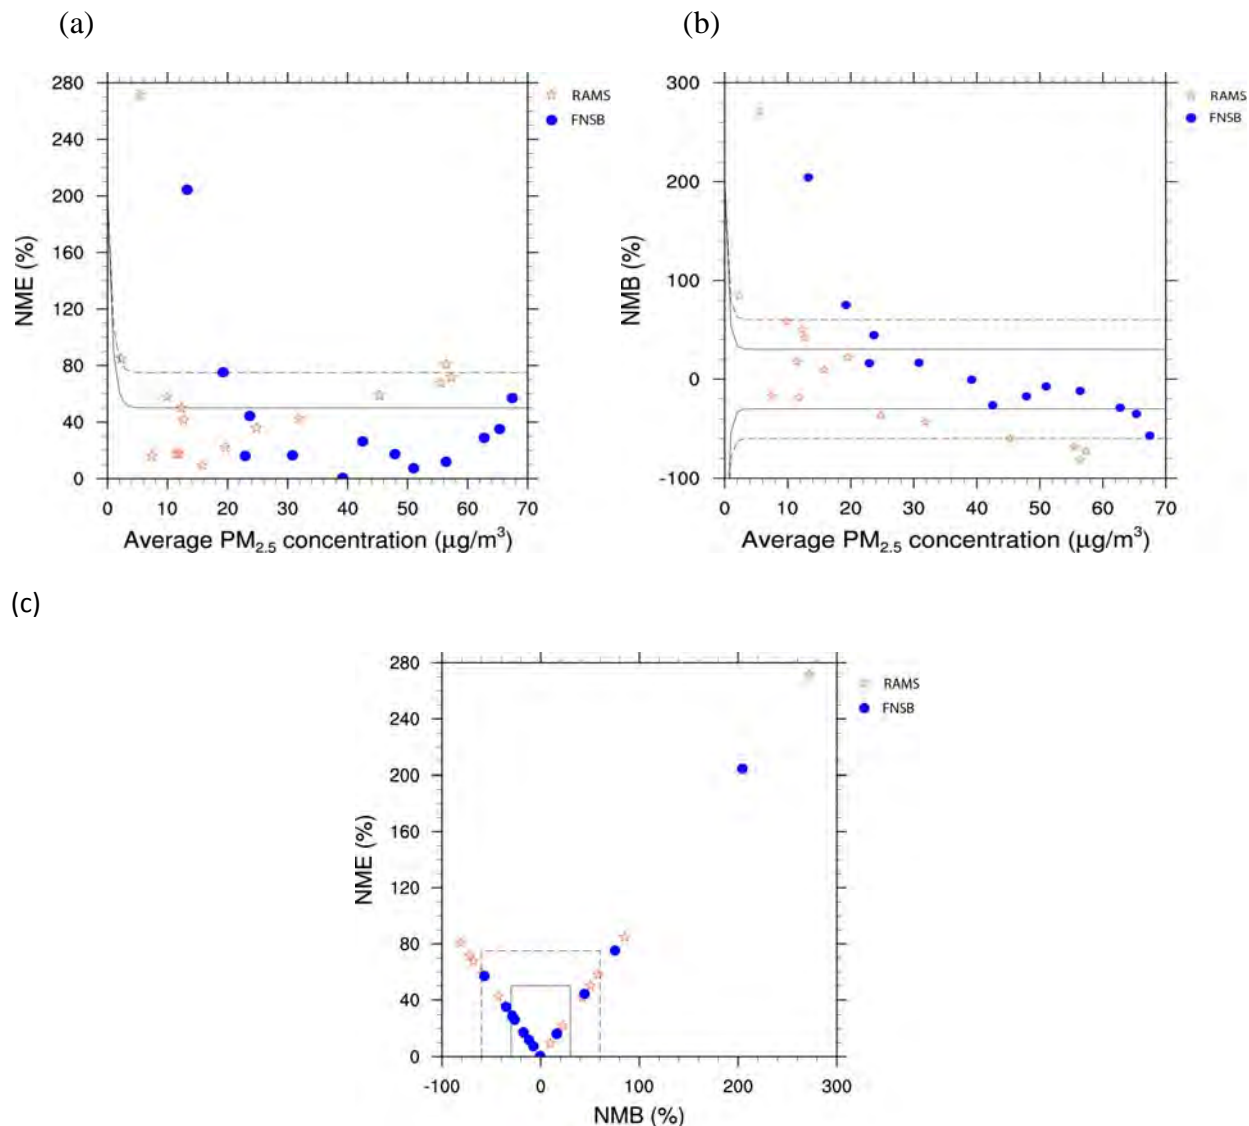 (a)
(b)
280
240
200
160
120
80
40
0
NME (%)
0 10 20 30 40 50 60 70
Average PM2.5 concentration (μg/m3)
RAMS
FNSB
300
200
100
0
-100
NMB (%)
0 10 20 30 40 50 60 70
Average PM2.5 concentration (μg/m3)
RAMS
FNSB
(c)
280
240
200
160
120
80
40
0
NME (%)
-100 0 100 200 300
NMB (%)
RAMS
FNSB